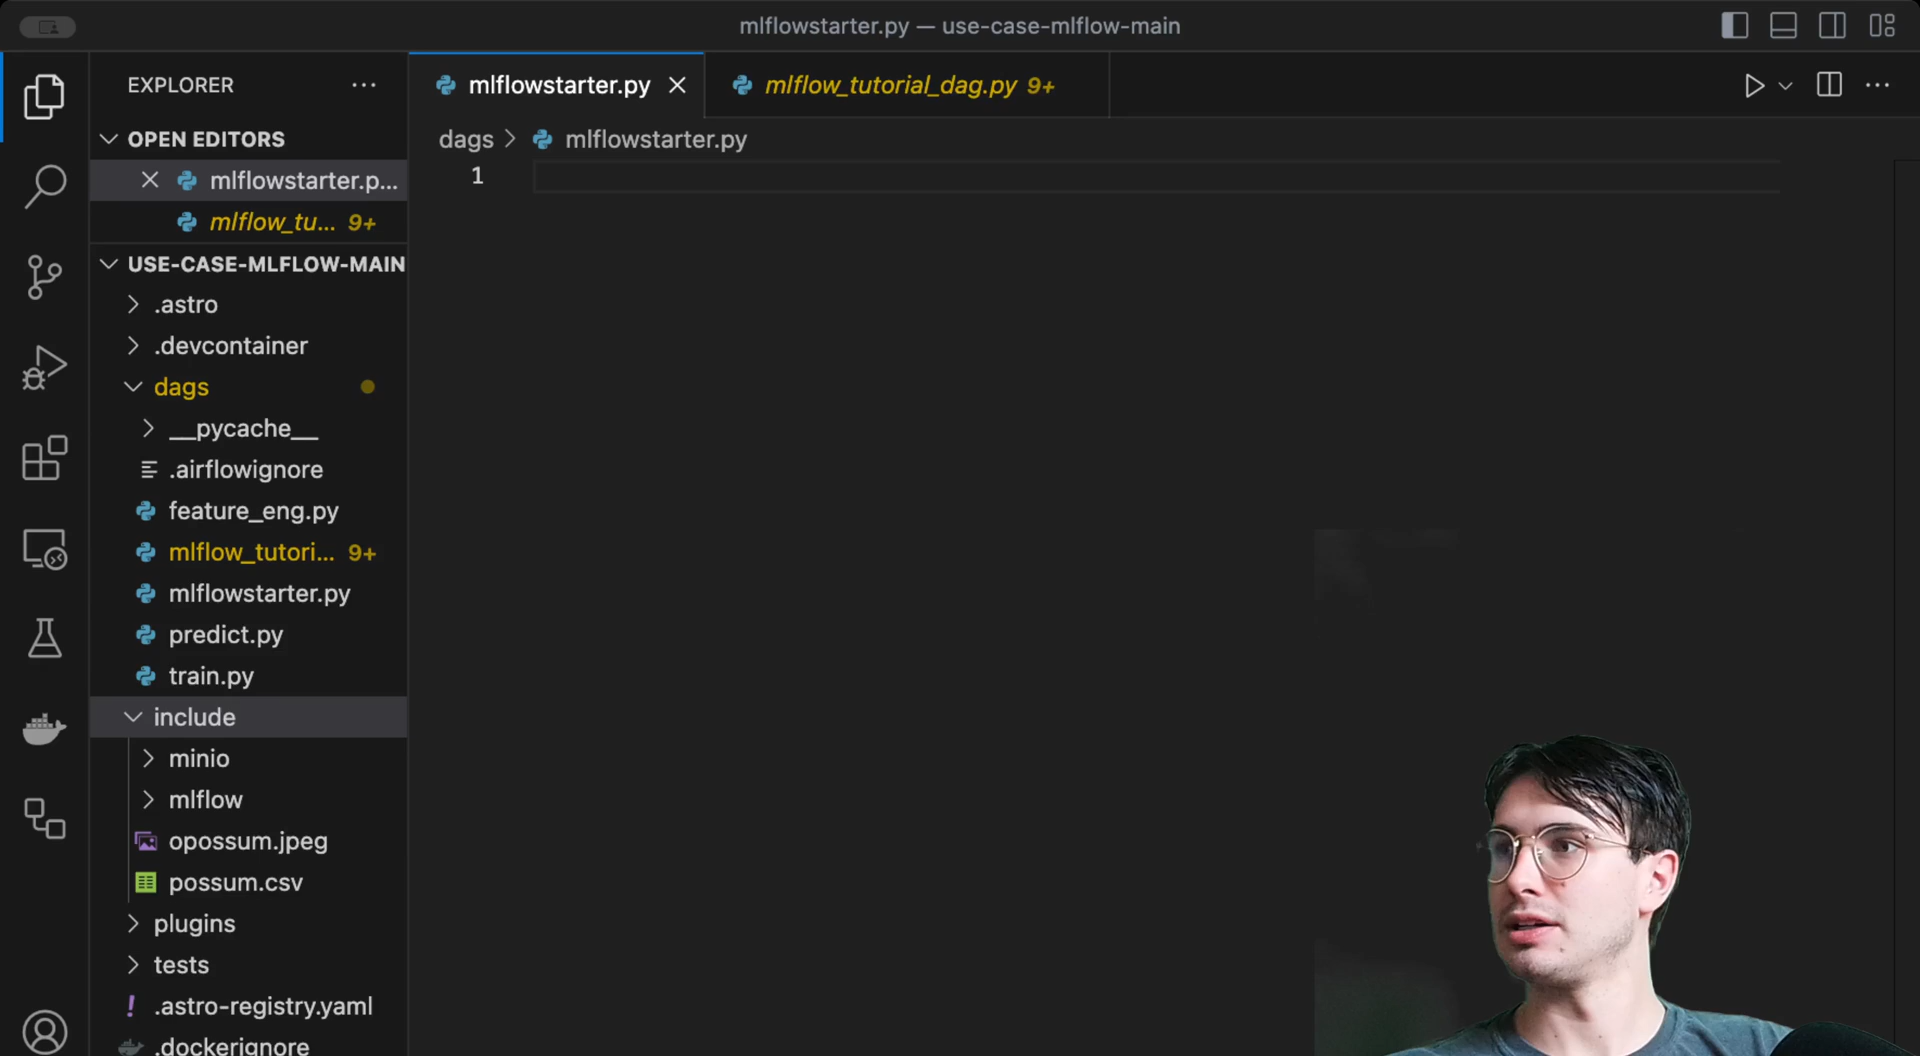 mlflowstarter.py — use-case-mlflow-main
EXPLORER
mlflowstarter.py
mlflow_tutorial_dag.py 9+
OPEN EDITORS
dags > mlflowstarter.py
mlflowstarter.p...
1
mlflow_tu... 9+
USE-CASE-MLFLOW-MAIN
.astro
.devcontainer
dags
__pycache__
.airflowignore
feature_eng.py
mlflow_tutori... 9+
mlflowstarter.py
predict.py
train.py
include
minio
mlflow
opossum.jpeg
possum.csv
plugins
tests
.astro-registry.yaml
.dockerignore